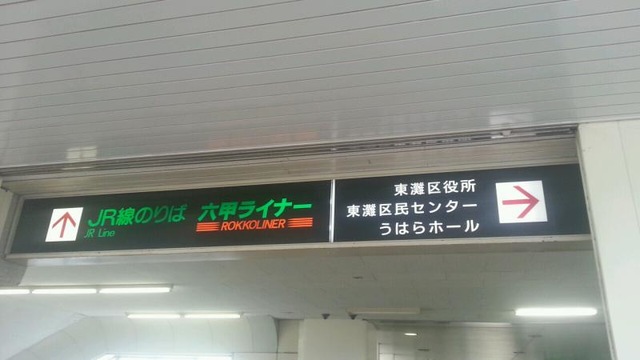 JR線のりば 六甲ライナー
JR Line ROKKOLINER
東灘区役所
東灘区民センター
うはらホール